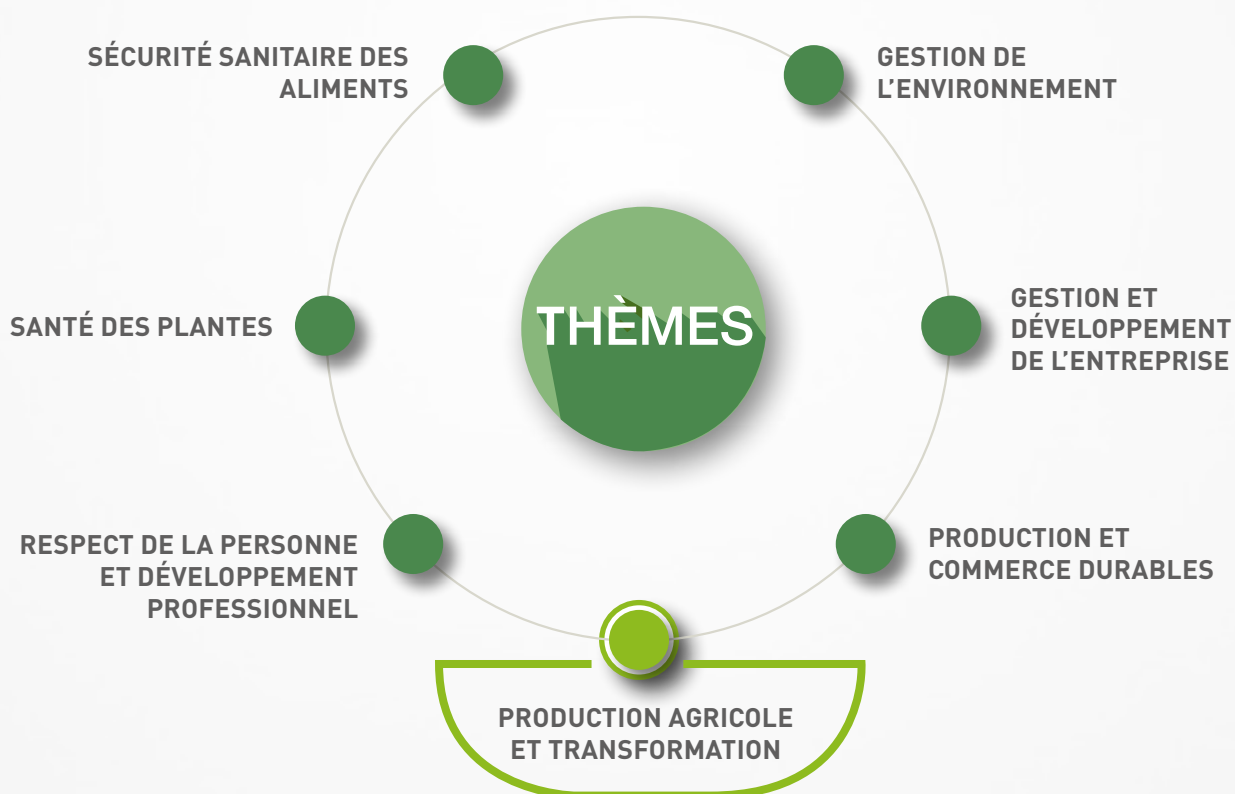 SÉCURITÉ SANITAIRE DES
ALIMENTS
GESTION DE
L'ENVIRONNEMENT
THÈMES
SANTÉ DES PLANTES
GESTION ET
DÉVELOPPEMENT
DE L'ENTREPRISE
RESPECT DE LA PERSONNE
ET DÉVELOPPEMENT
PROFESSIONNEL
PRODUCTION ET
COMMERCE DURABLES
PRODUCTION AGRICOLE
ET TRANSFORMATION